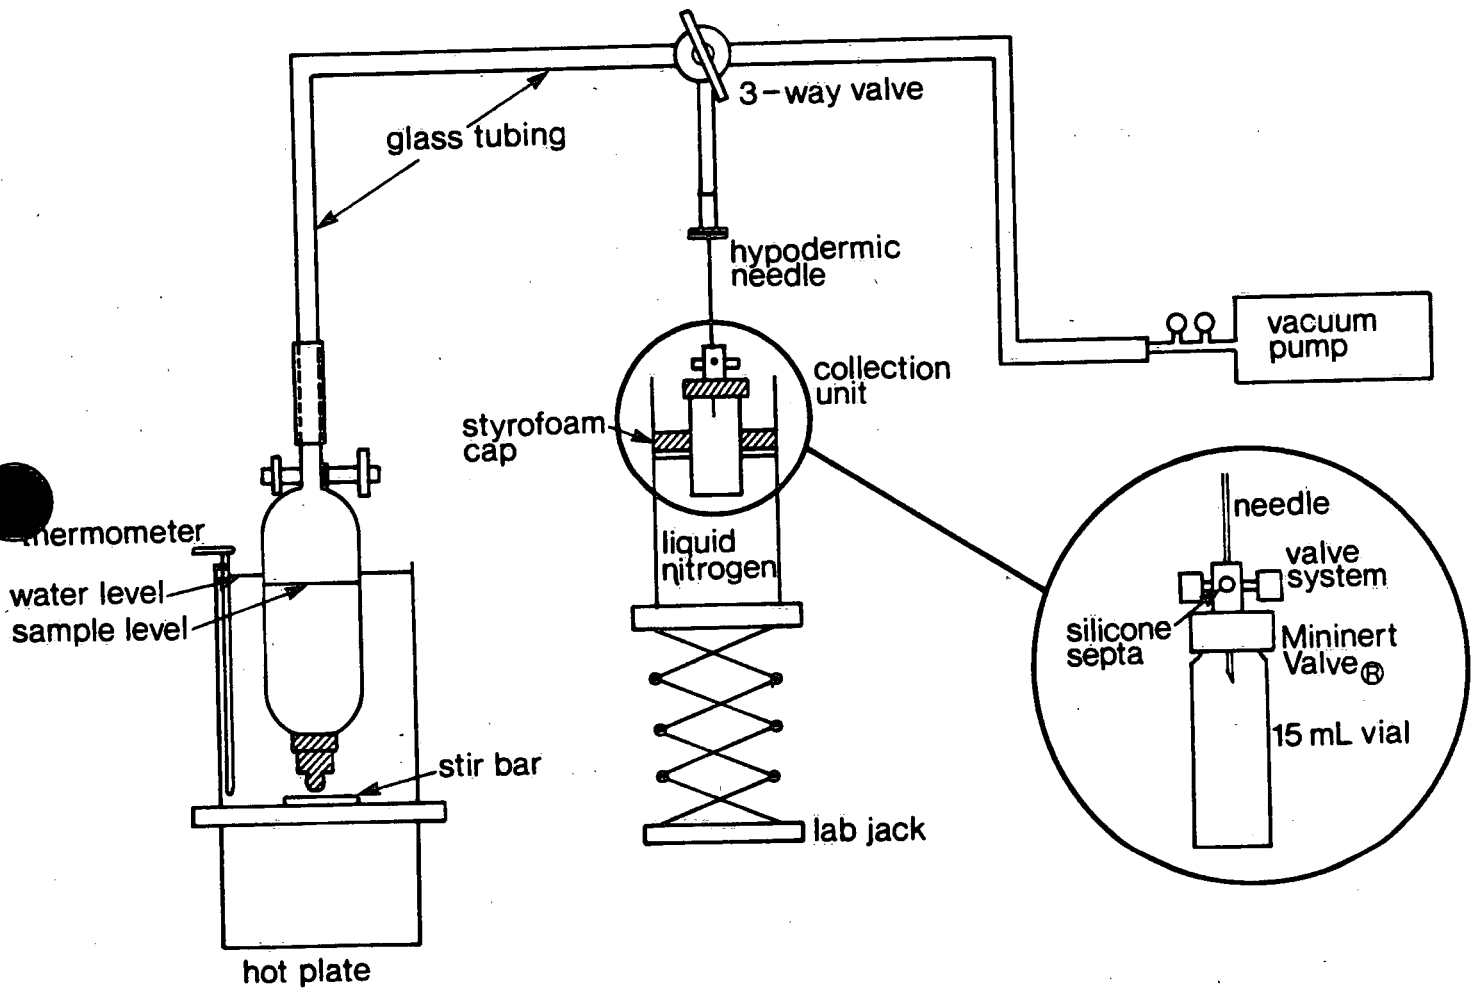 3-way valve
glass tubing
hypodermic
needle
vacuum
pump
collection
unit
styrofoam
cap
needle
thermometer
liquid
nitrogen
valve
system
water level
sample level
silicone
septa
Mininert
Valve®
15 mL vial
stir bar
lab jack
hot plate